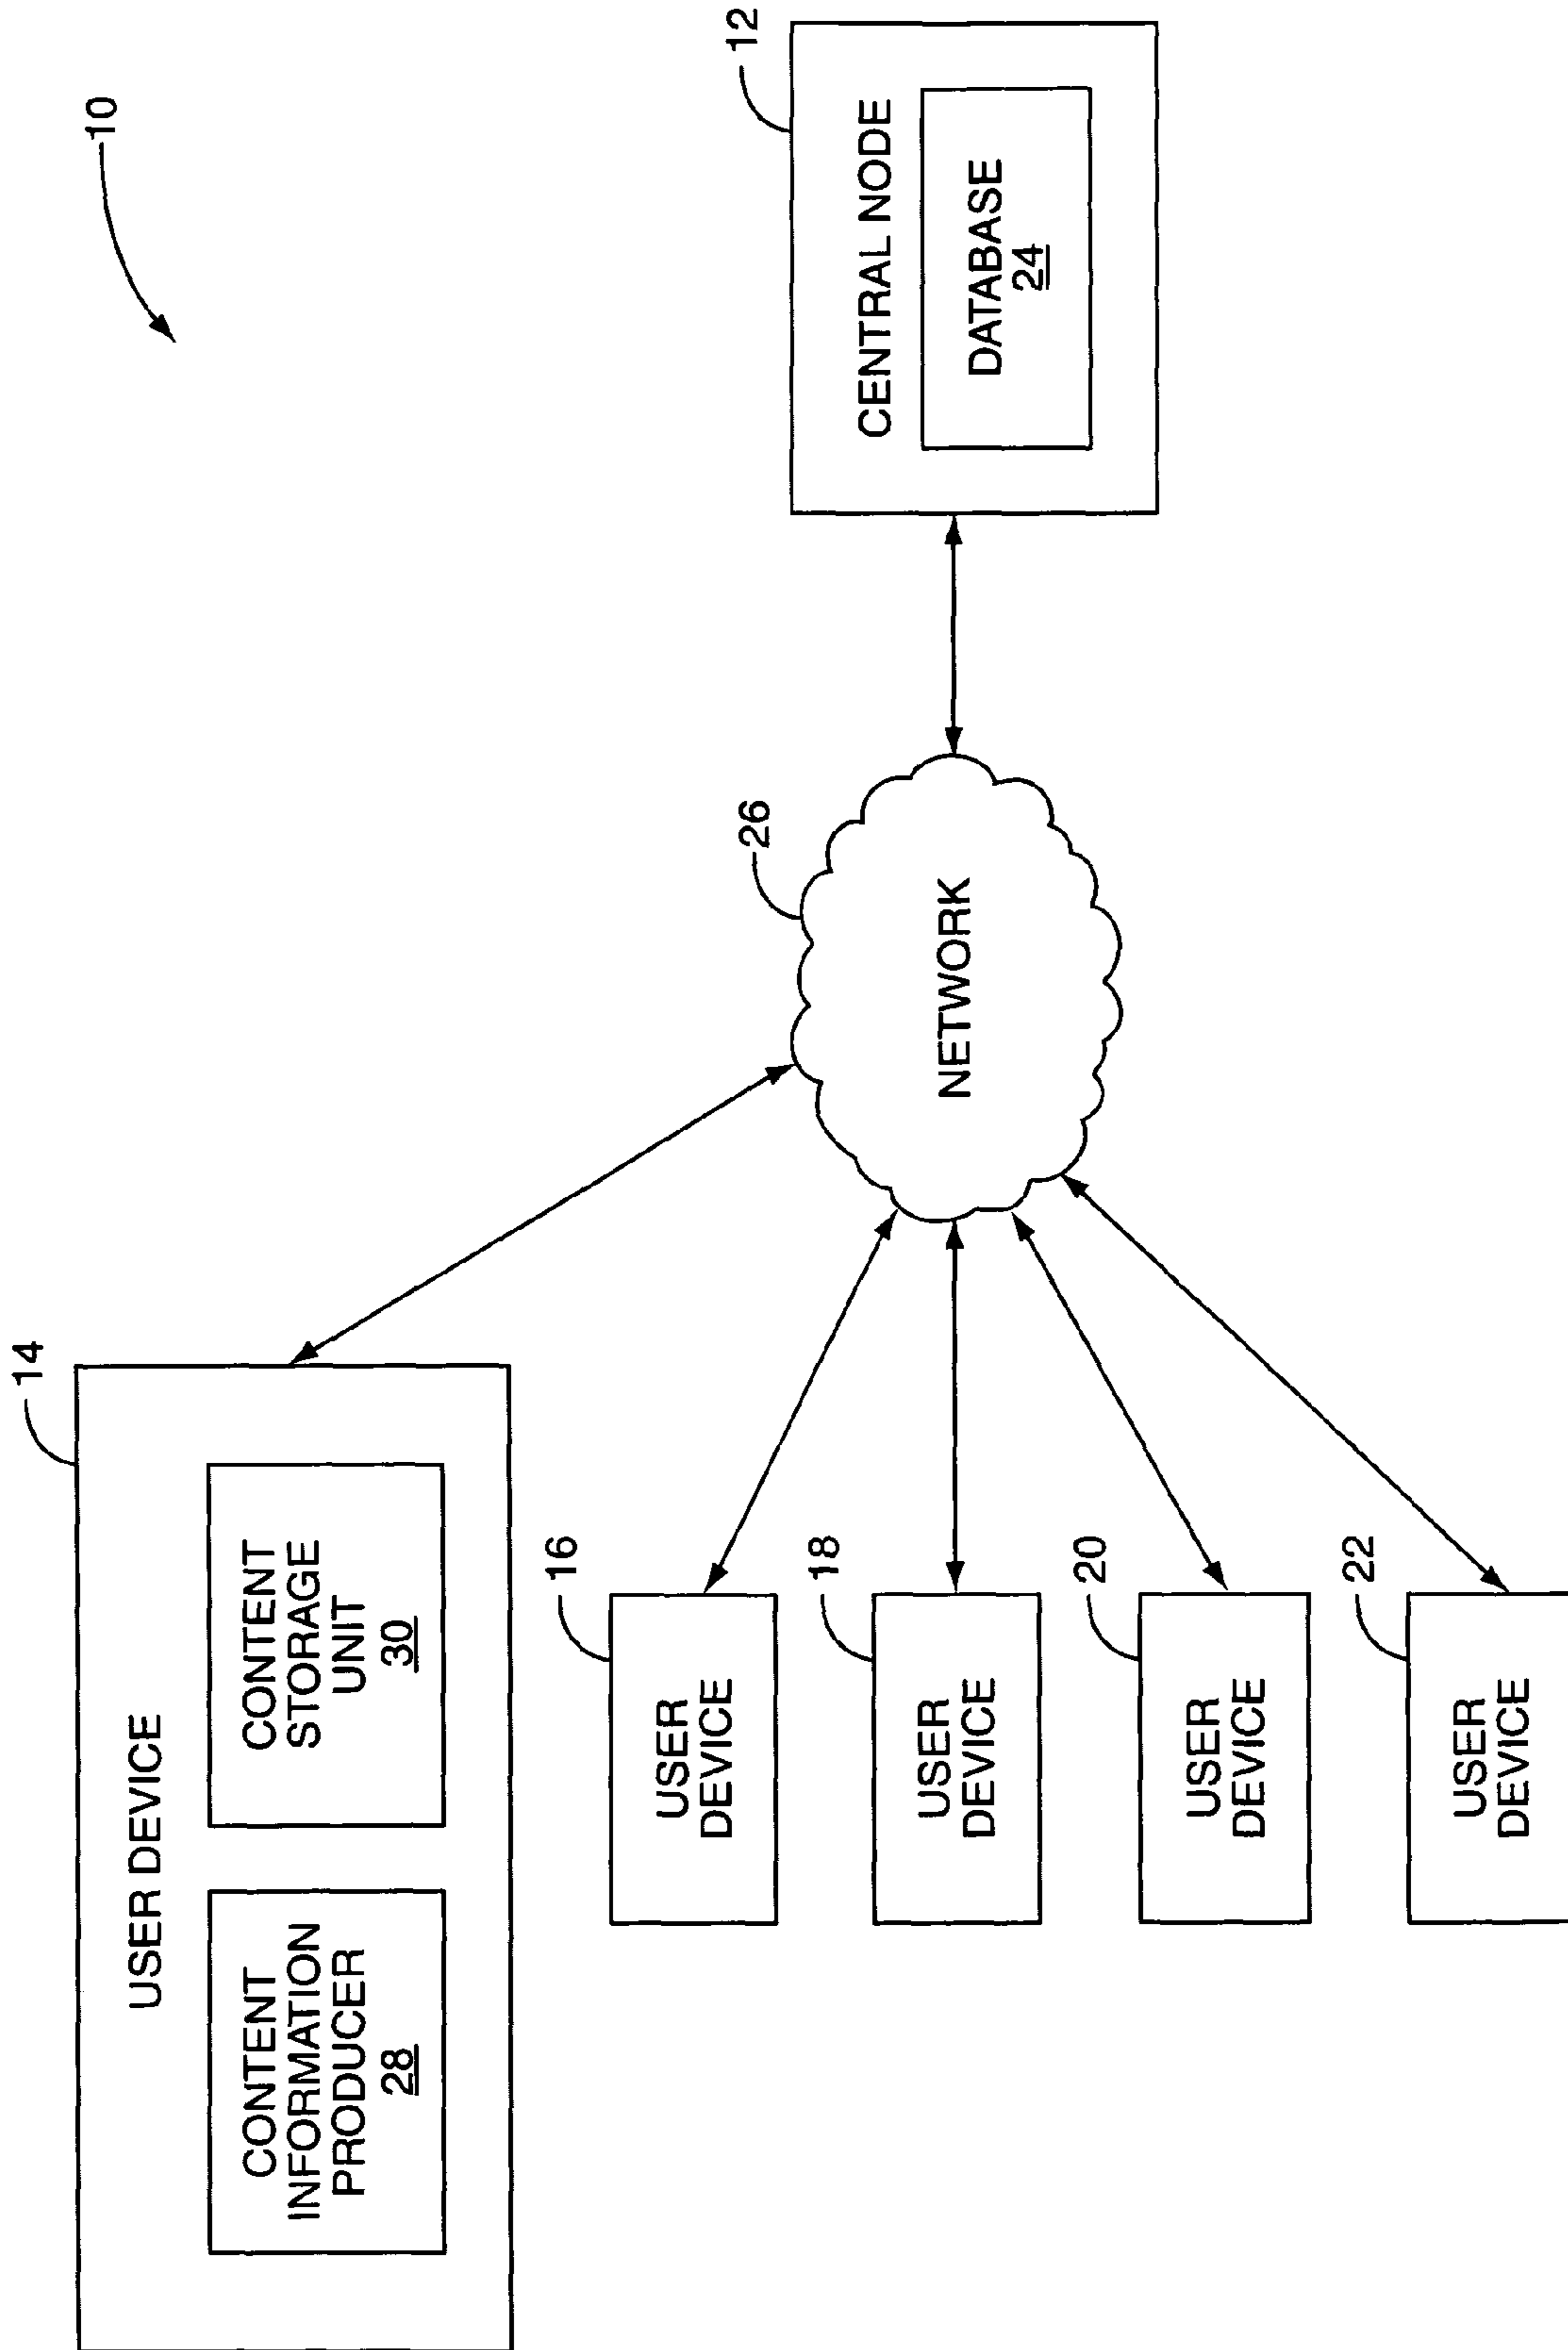 10
14
USER DEVICE
CONTENT
INFORMATION
PRODUCER
28
CONTENT
STORAGE
UNIT
30
16
USER
DEVICE
18
USER
DEVICE
20
USER
DEVICE
22
USER
DEVICE
26
NETWORK
12
CENTRAL NODE
DATABASE
24